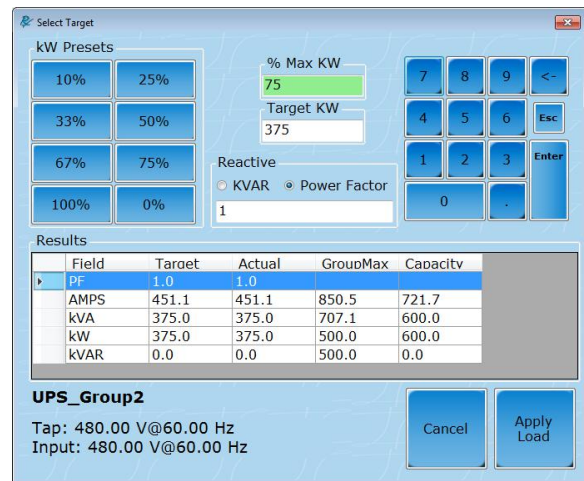 Select Target
kW Presets
10% 25%
33% 50%
67% 75%
100% 0%
% Max KW
75
Target KW
375
Reactive
KVAR Power Factor
1
7 8 9 <-
4 5 6 Esc
1 2 3 Enter
0 .
Results
Field Target Actual GroupMax Capacity
PF 1.0 1.0
AMPS 451.1 451.1 850.5 721.7
kVA 375.0 375.0 707.1 600.0
kW 375.0 375.0 500.0 600.0
kVAR 0.0 0.0 500.0 0.0
UPS_Group2
Tap: 480.00 V@60.00 Hz
Input: 480.00 V@60.00 Hz
Cancel
Apply
Load